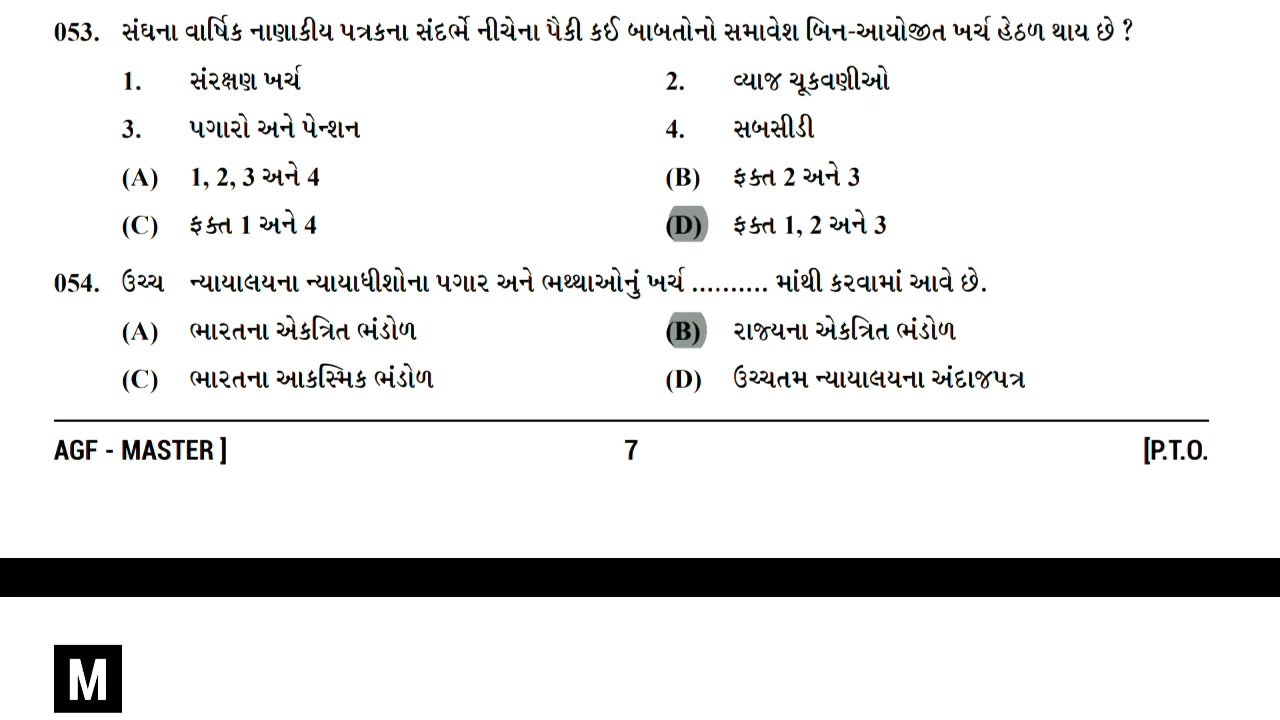 053. સંઘના વાર્ષિક નાણાકીય પત્રકના સંદર્ભે નીચેના પૈકી કઈ બાબતોનો સમાવેશ બિન-આયોજીત ખર્ચ હેઠળ થાય છે ?
1. સંરક્ષણ ખર્ચ 2. વ્યાજ ચૂકવણીઓ
3. પગારો અને પેન્શન 4. સબસીડી
(A) 1, 2, 3 અને 4 (B) ફક્ત 2 અને 3
(C) ફક્ત 1 અને 4 (D) ફક્ત 1, 2 અને 3
054. ઉચ્ચ ન્યાયાલયના ન્યાયાધીશોના પગાર અને ભથ્થાઓનું ખર્ચ .......... માંથી કરવામાં આવે છે.
(A) ભારતના એકત્રિત ભંડોળ (B) રાજ્યના એકત્રિત ભંડોળ
(C) ભારતના આકસ્મિક ભંડોળ (D) ઉચ્ચતમ ન્યાયાલયના અંદાજપત્ર
AGF - MASTER ] 7 [P.T.O.
M